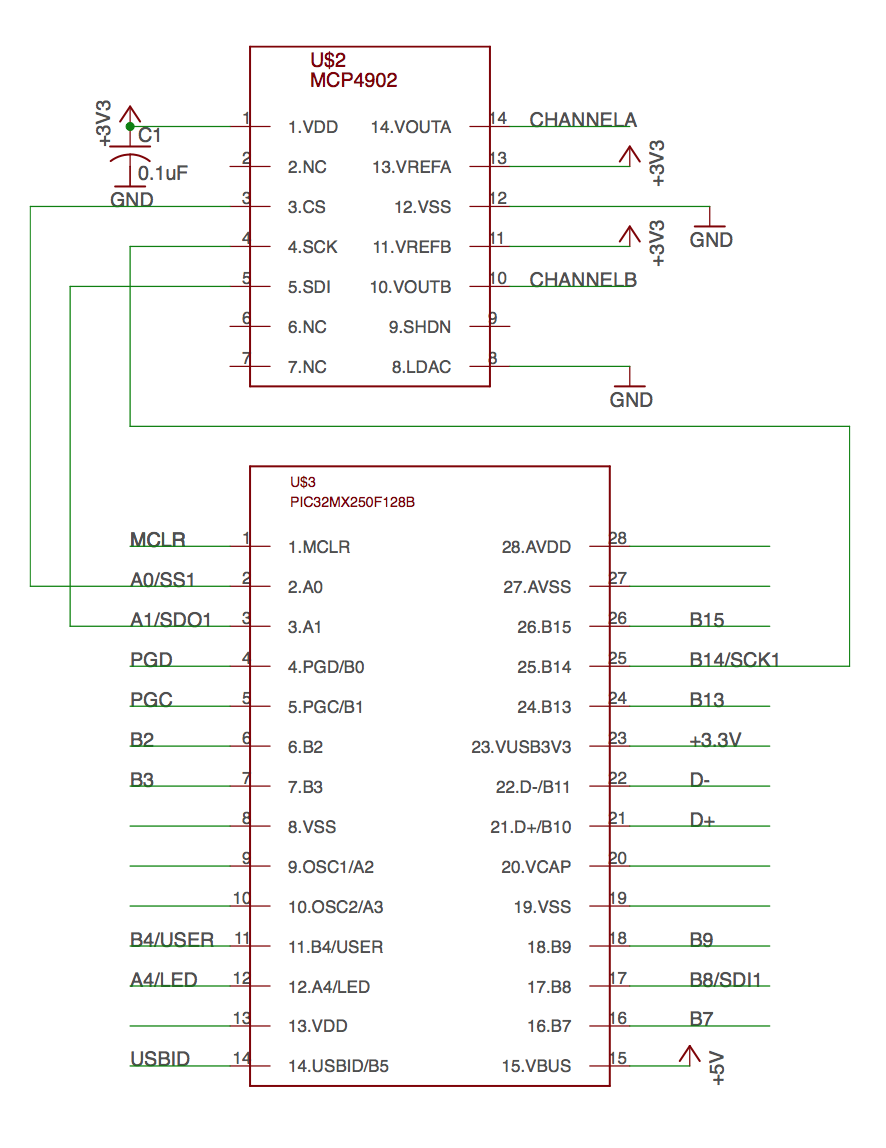 U$2
MCP4902
+3V3
C1
0.1uF
GND
1 1.VDD 14.VOUTA 14 CHANNELA
2 2.NC 13.VREFA 13 +3V3
3 3.CS 12.VSS 12 GND
4 4.SCK 11.VREFB 11 +3V3
5 5.SDI 10.VOUTB 10 CHANNELB
6 6.NC 9.SHDN 9
7 7.NC 8.LDAC 8 GND
U$3
PIC32MX250F128B
MCLR 1 1.MCLR 28.AVDD 28
A0/SS1 2 2.A0 27.AVSS 27
A1/SDO1 3 3.A1 26.B15 26 B15
PGD 4 4.PGD/B0 25.B14 25 B14/SCK1
PGC 5 5.PGC/B1 24.B13 24 B13
B2 6 6.B2 23.VUSB3V3 23 +3.3V
B3 7 7.B3 22.D-/B11 22 D-
8 8.VSS 21.D+/B10 21 D+
9 9.OSC1/A2 20.VCAP 20
10 10.OSC2/A3 19.VSS 19
B4/USER 11 11.B4/USER 18.B9 18 B9
A4/LED 12 12.A4/LED 17.B8 17 B8/SDI1
13 13.VDD 16.B7 16 B7
USBID 14 14.USBID/B5 15.VBUS 15 +5V